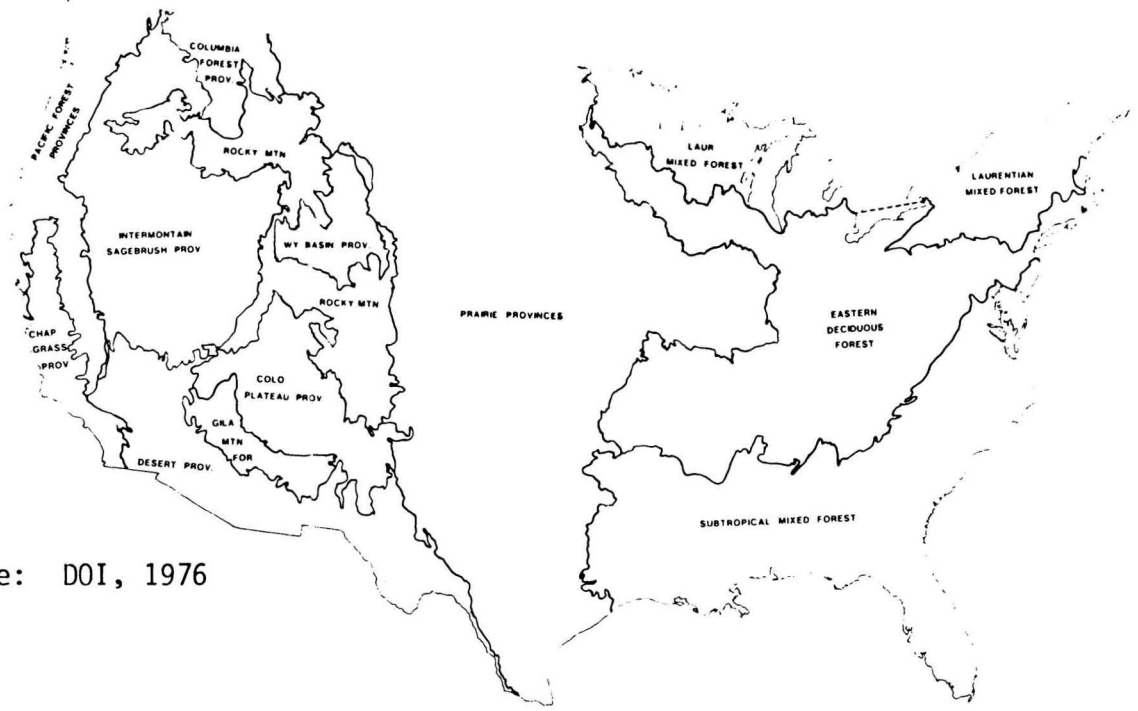 COLUMBIA
FOREST
PROV.
PACIFIC FOREST
PROVINCES
ROCKY MTN
LAUR
MIXED FOREST
LAURENTIAN
MIXED FOREST
INTERMONTAIN
SAGEBRUSH PROV
WY BASIN PROV.
ROCKY MTN
PRAIRIE PROVINCES
EASTERN
DECIDUOUS
FOREST
CHAP
GRASS
PROV
COLO
PLATEAU PROV
GILA
MTN
FOR
DESERT PROV.
SUBTROPICAL MIXED FOREST
e: DOI, 1976